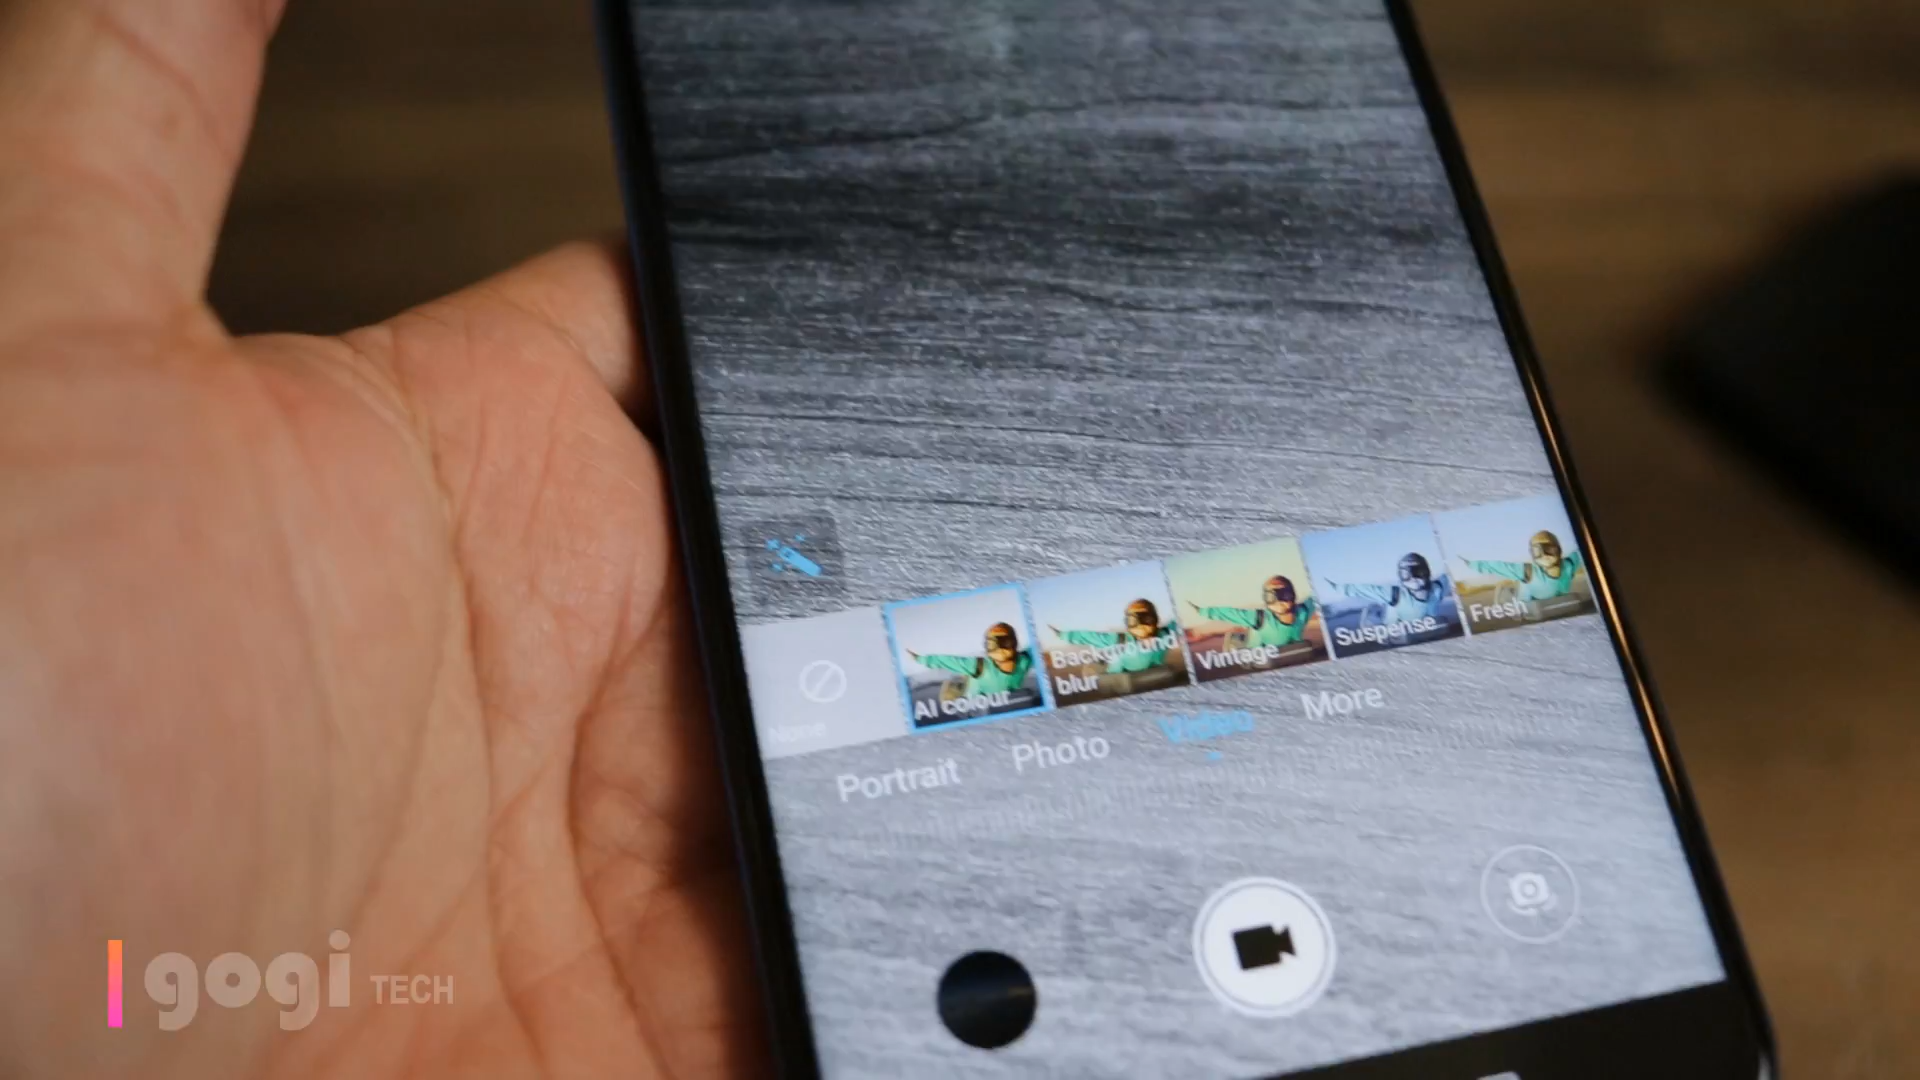 None
AI colour
Background
blur
Vintage
Suspense
Fresh
Portrait Photo Video More
gogi TECH